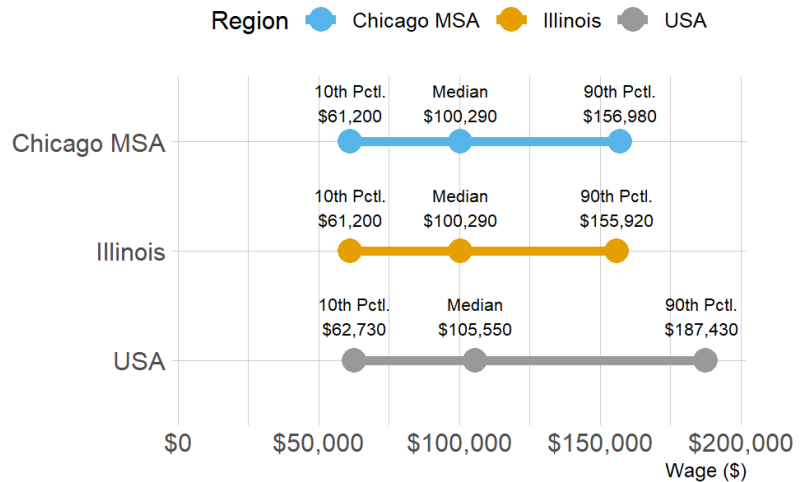 Region Chicago MSA Illinois USA
10th Pctl. Median 90th Pctl.
$61,200 $100,290 $156,980
Chicago MSA
10th Pctl. Median 90th Pctl.
$61,200 $100,290 $155,920
Illinois
10th Pctl. Median 90th Pctl.
$62,730 $105,550 $187,430
USA
$0 $50,000 $100,000 $150,000 $200,000
Wage ($)